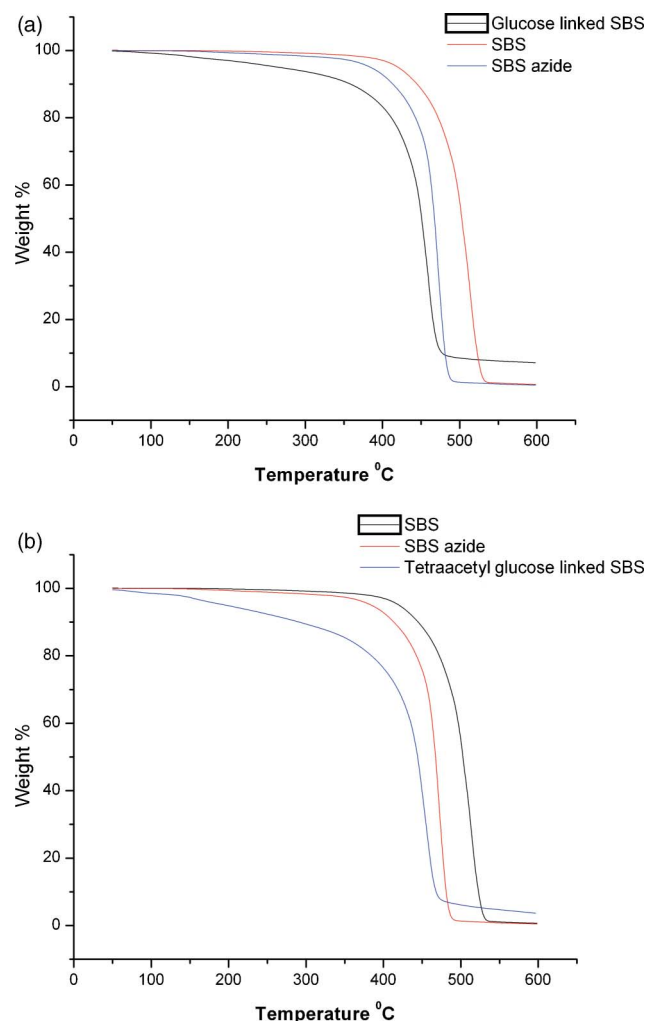 (a)
Glucose linked SBS
SBS
SBS azide
100
80
60
40
20
0
Weight %
0 100 200 300 400 500 600
Temperature ⁰C
(b)
SBS
SBS azide
Tetraacetyl glucose linked SBS
100
80
60
40
20
0
Weight %
0 100 200 300 400 500 600
Temperature ⁰C